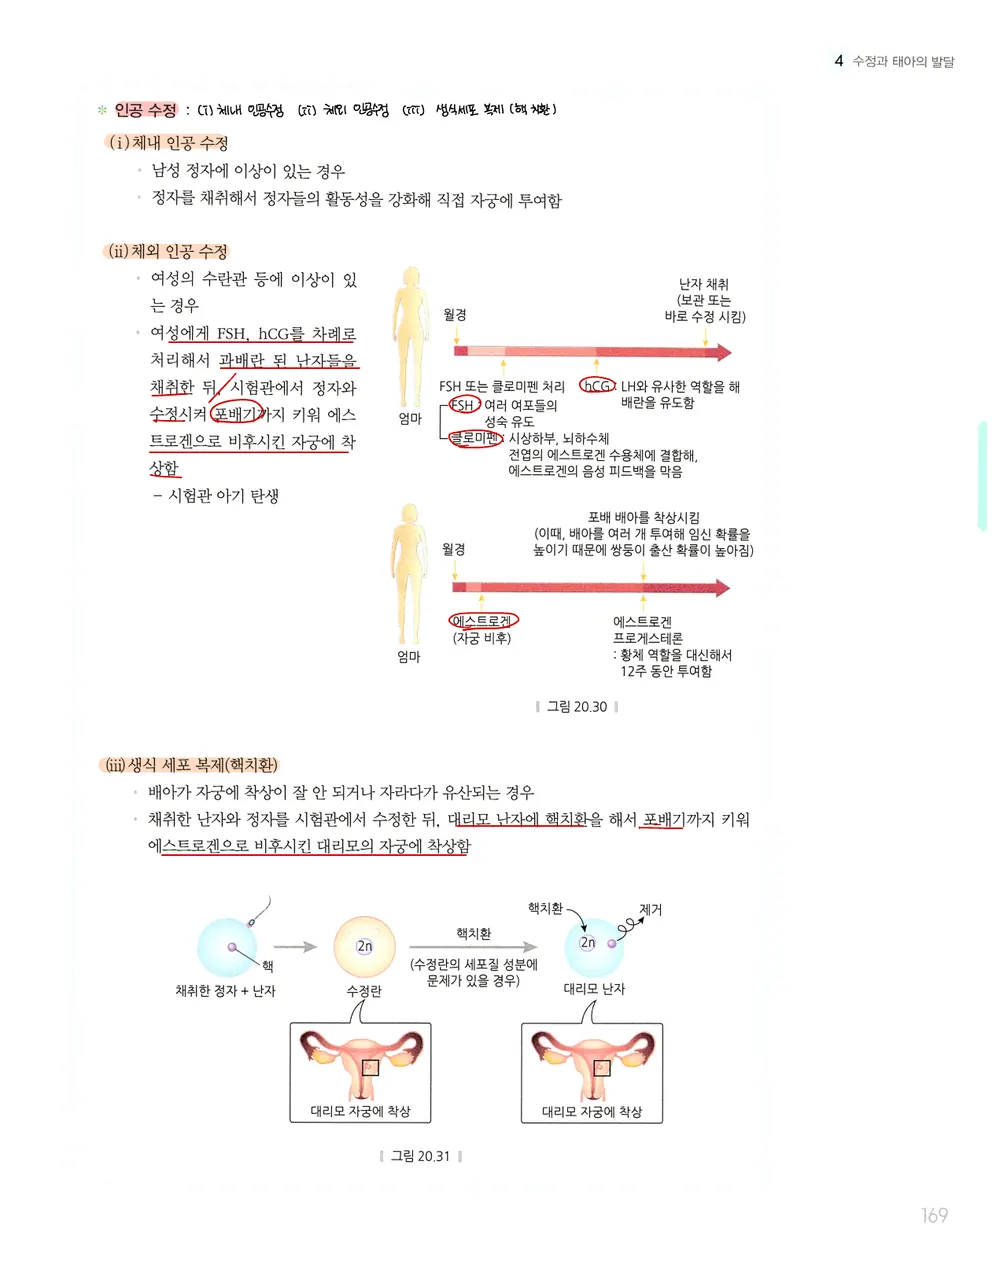 4 수정과 태아의 발달
* 인공 수정 : (i) 체내 인공수정 (ii) 체외 인공수정 (iii) 생식세포 복제 (핵 치환)
(i) 체내 인공 수정
· 남성 정자에 이상이 있는 경우
· 정자를 채취해서 정자들의 활동성을 강화해 직접 자궁에 투여함
(ii) 체외 인공 수정
· 여성의 수란관 등에 이상이 있
는 경우
· 여성에게 FSH, hCG를 차례로
처리해서 과배란 된 난자들을
채취한 뒤, 시험관에서 정자와
수정시켜 포배기까지 키워 에스
트로겐으로 비후시킨 자궁에 착
상함
- 시험관 아기 탄생
난자 채취
(보관 또는
바로 수정 시킴)
월경
엄마
FSH 또는 클로미펜 처리
FSH : 여러 여포들의
성숙 유도
클로미펜 : 시상하부, 뇌하수체
전엽의 에스트로겐 수용체에 결합해,
에스트로겐의 음성 피드백을 막음
hCG : LH와 유사한 역할을 해
배란을 유도함
포배 배아를 착상시킴
(이때, 배아를 여러 개 투여해 임신 확률을
높이기 때문에 쌍둥이 출산 확률이 높아짐)
월경
엄마
에스트로겐
(자궁 비후)
에스트로겐
프로게스테론
: 황체 역할을 대신해서
12주 동안 투여함
그림 20.30
(iii) 생식 세포 복제(핵치환)
· 배아가 자궁에 착상이 잘 안 되거나 자라다가 유산되는 경우
· 채취한 난자와 정자를 시험관에서 수정한 뒤, 대리모 난자에 핵치환을 해서 포배기까지 키워
에스트로겐으로 비후시킨 대리모의 자궁에 착상함
핵
채취한 정자 + 난자
2n
수정란
핵치환
(수정란의 세포질 성분에
문제가 있을 경우)
핵치환
제거
2n
대리모 난자
대리모 자궁에 착상
대리모 자궁에 착상
그림 20.31
169